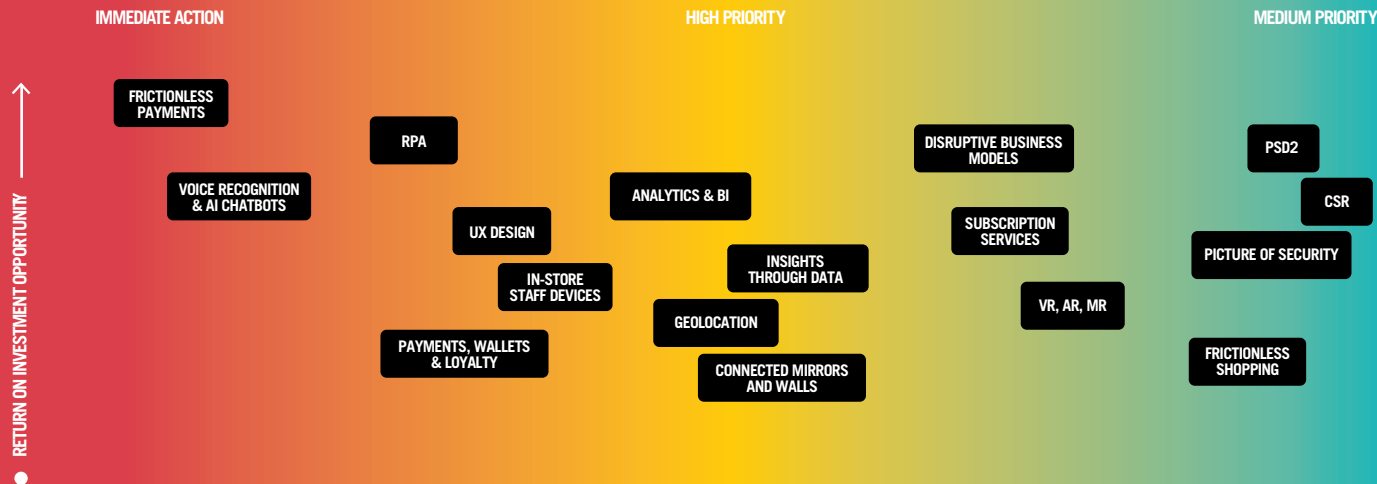 IMMEDIATE ACTION
HIGH PRIORITY
MEDIUM PRIORITY
RETURN ON INVESTMENT OPPORTUNITY
FRICTIONLESS
PAYMENTS
VOICE RECOGNITION
& AI CHATBOTS
RPA
UX DESIGN
IN-STORE
STAFF DEVICES
PAYMENTS, WALLETS
& LOYALTY
ANALYTICS & BI
INSIGHTS
THROUGH DATA
GEOLOCATION
CONNECTED MIRRORS
AND WALLS
DISRUPTIVE BUSINESS
MODELS
SUBSCRIPTION
SERVICES
VR, AR, MR
PSD2
CSR
PICTURE OF SECURITY
FRICTIONLESS
SHOPPING